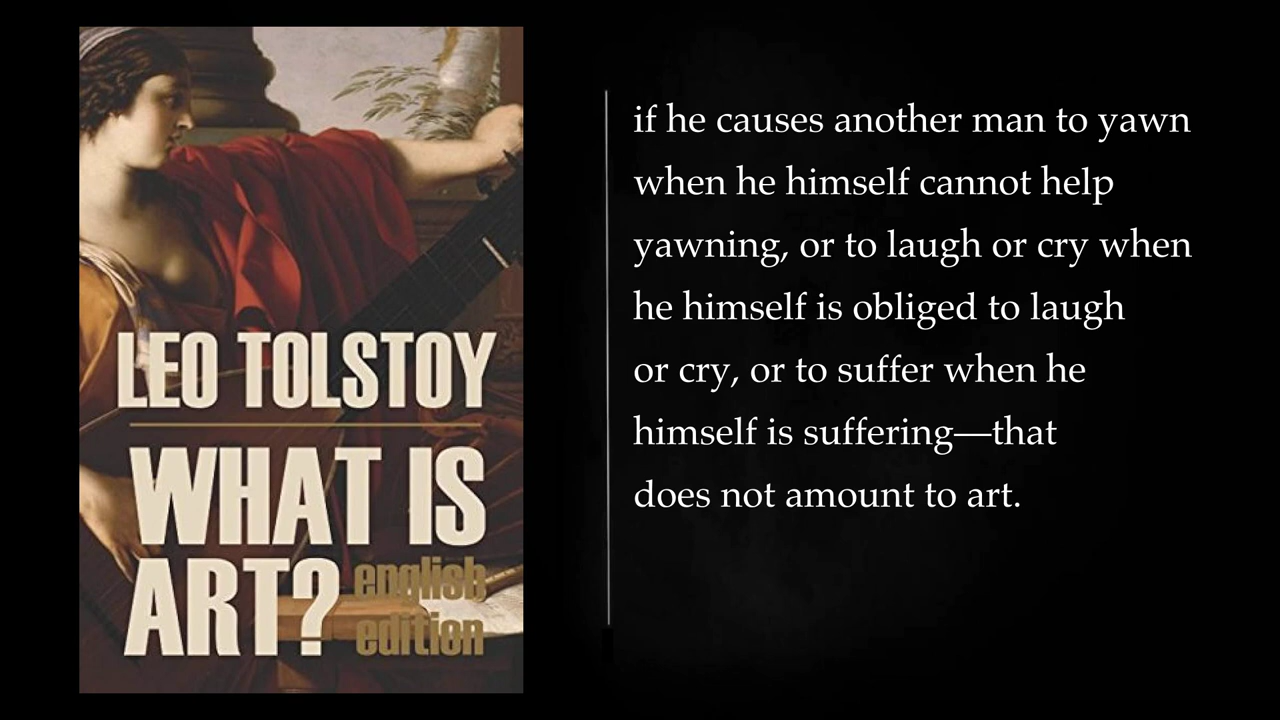 LEO TOLSTOY
WHAT IS
ART?
english
edition
if he causes another man to yawn
when he himself cannot help
yawning, or to laugh or cry when
he himself is obliged to laugh
or cry, or to suffer when he
himself is suffering—that
does not amount to art.